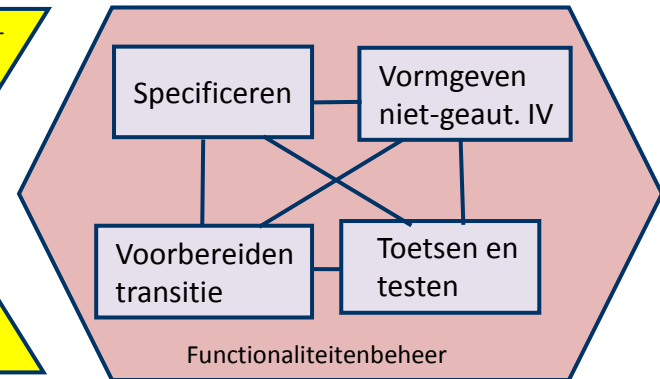 Specificeren
Vormgeven
niet-geaut. IV
Voorbereiden
transitie
Toetsen en
testen
Functionaliteitenbeheer